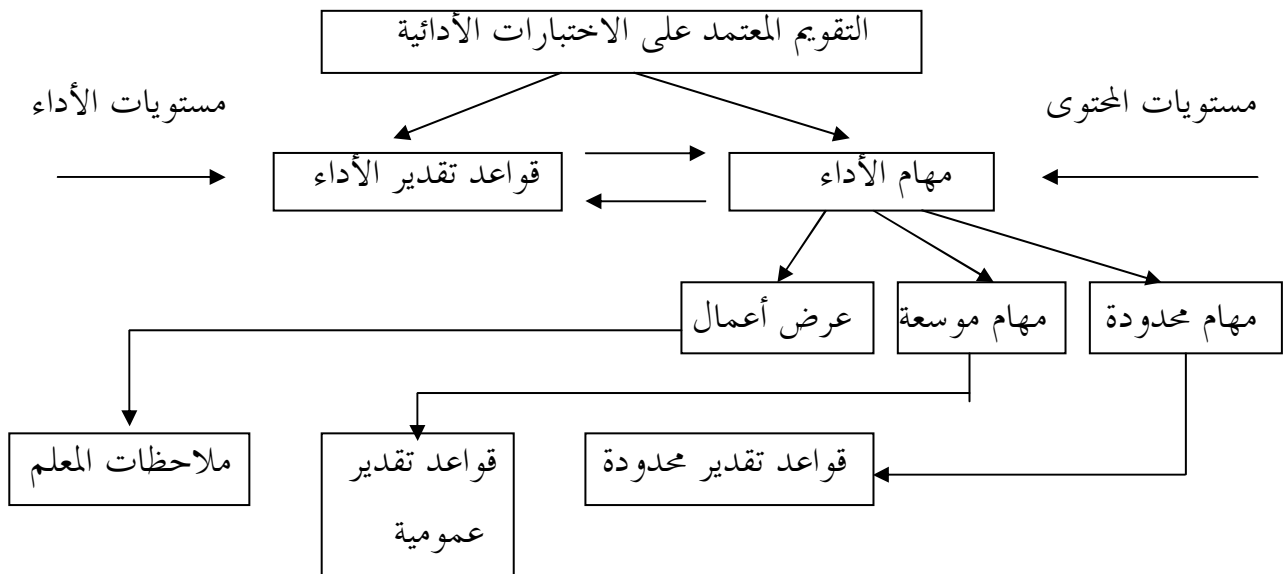 التقويم المعتمد على الاختبارات الأدائية
مستويات المحتوى
مستويات الأداء
مهام الأداء
قواعد تقدير الأداء
مهام محدودة
مهام موسعة
عرض أعمال
قواعد تقدير محدودة
قواعد تقدير
عمومية
ملاحظات المعلم